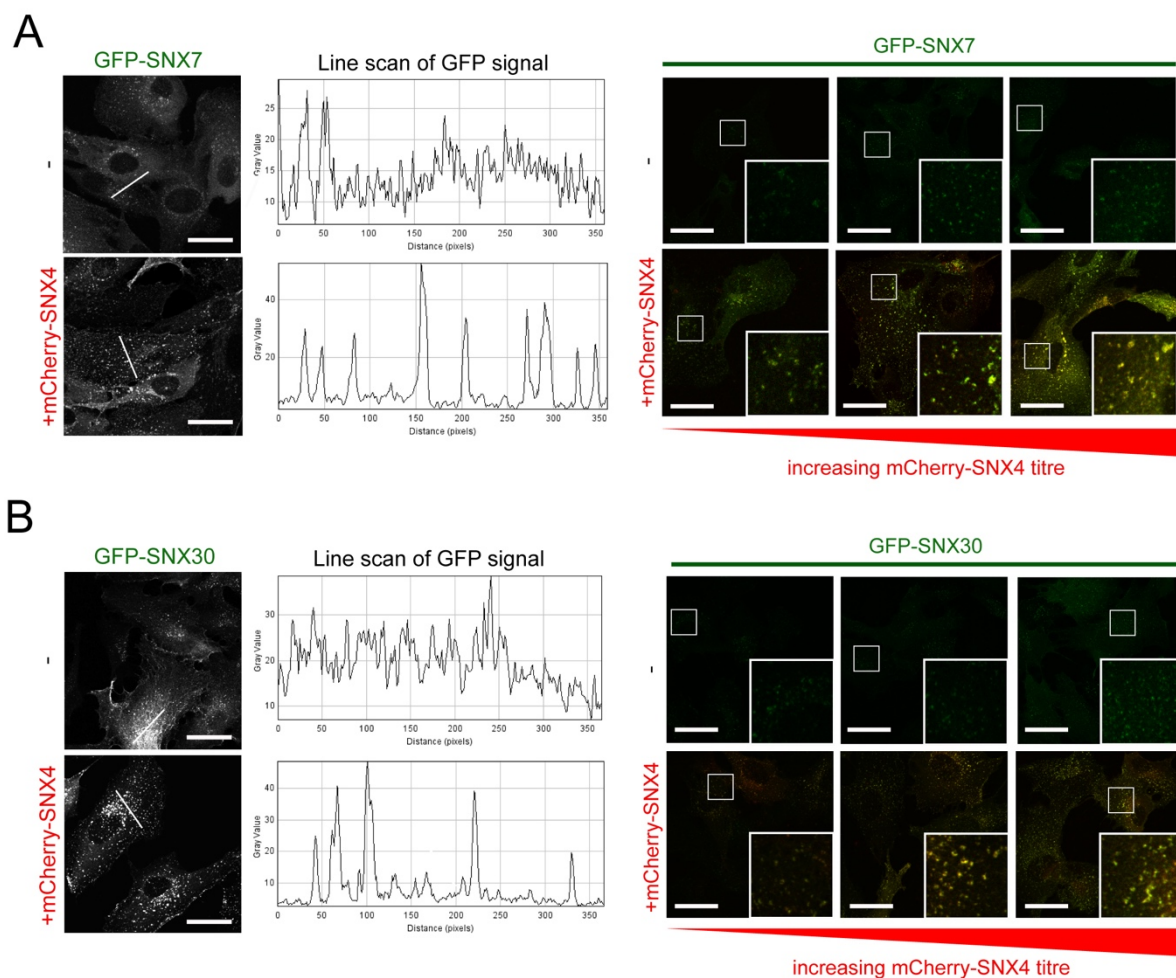 A
GFP-SNX7
Line scan of GFP signal
GFP-SNX7
-
Gray Value
25
20
15
10
0 50 100 150 200 250 300 350
Distance (pixels)
-
+mCherry-SNX4
Gray Value
40
20
0 50 100 150 200 250 300 350
Distance (pixels)
+mCherry-SNX4
increasing mCherry-SNX4 titre
B
GFP-SNX30
Line scan of GFP signal
GFP-SNX30
-
Gray Value
30
20
10
0 50 100 150 200 250 300 350
Distance (pixels)
-
+mCherry-SNX4
Gray Value
40
30
20
10
0 50 100 150 200 250 300 350
Distance (pixels)
+mCherry-SNX4
increasing mCherry-SNX4 titre